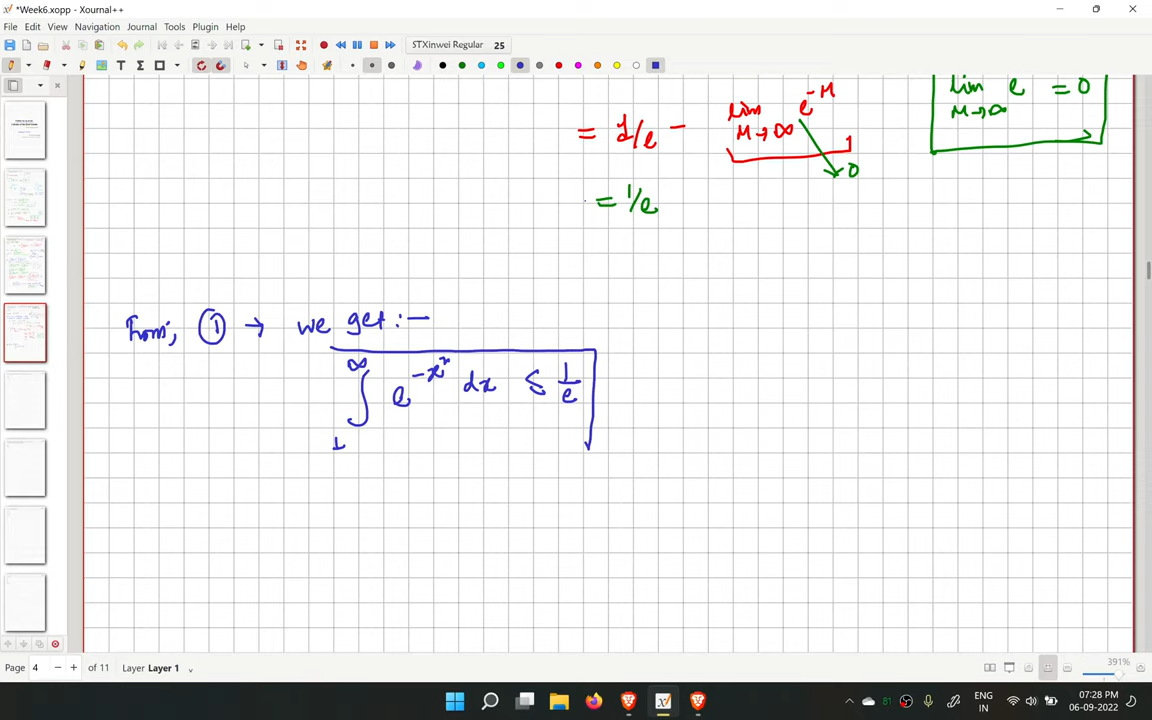 *Week6.xopp - Xournal++
File Edit View Navigation Journal Tools Plugin Help
STXinwei Regular 25
= 1/e − lim M→∞ e^-M
0
lim M→∞ e = 0
= 1/e
From, ① → we get :−
∫_1^∞ e^{-x²} dx ≤ 1/e
Page 4 of 11 Layer Layer 1
391%
81
ENG
IN
07:28 PM
06-09-2022